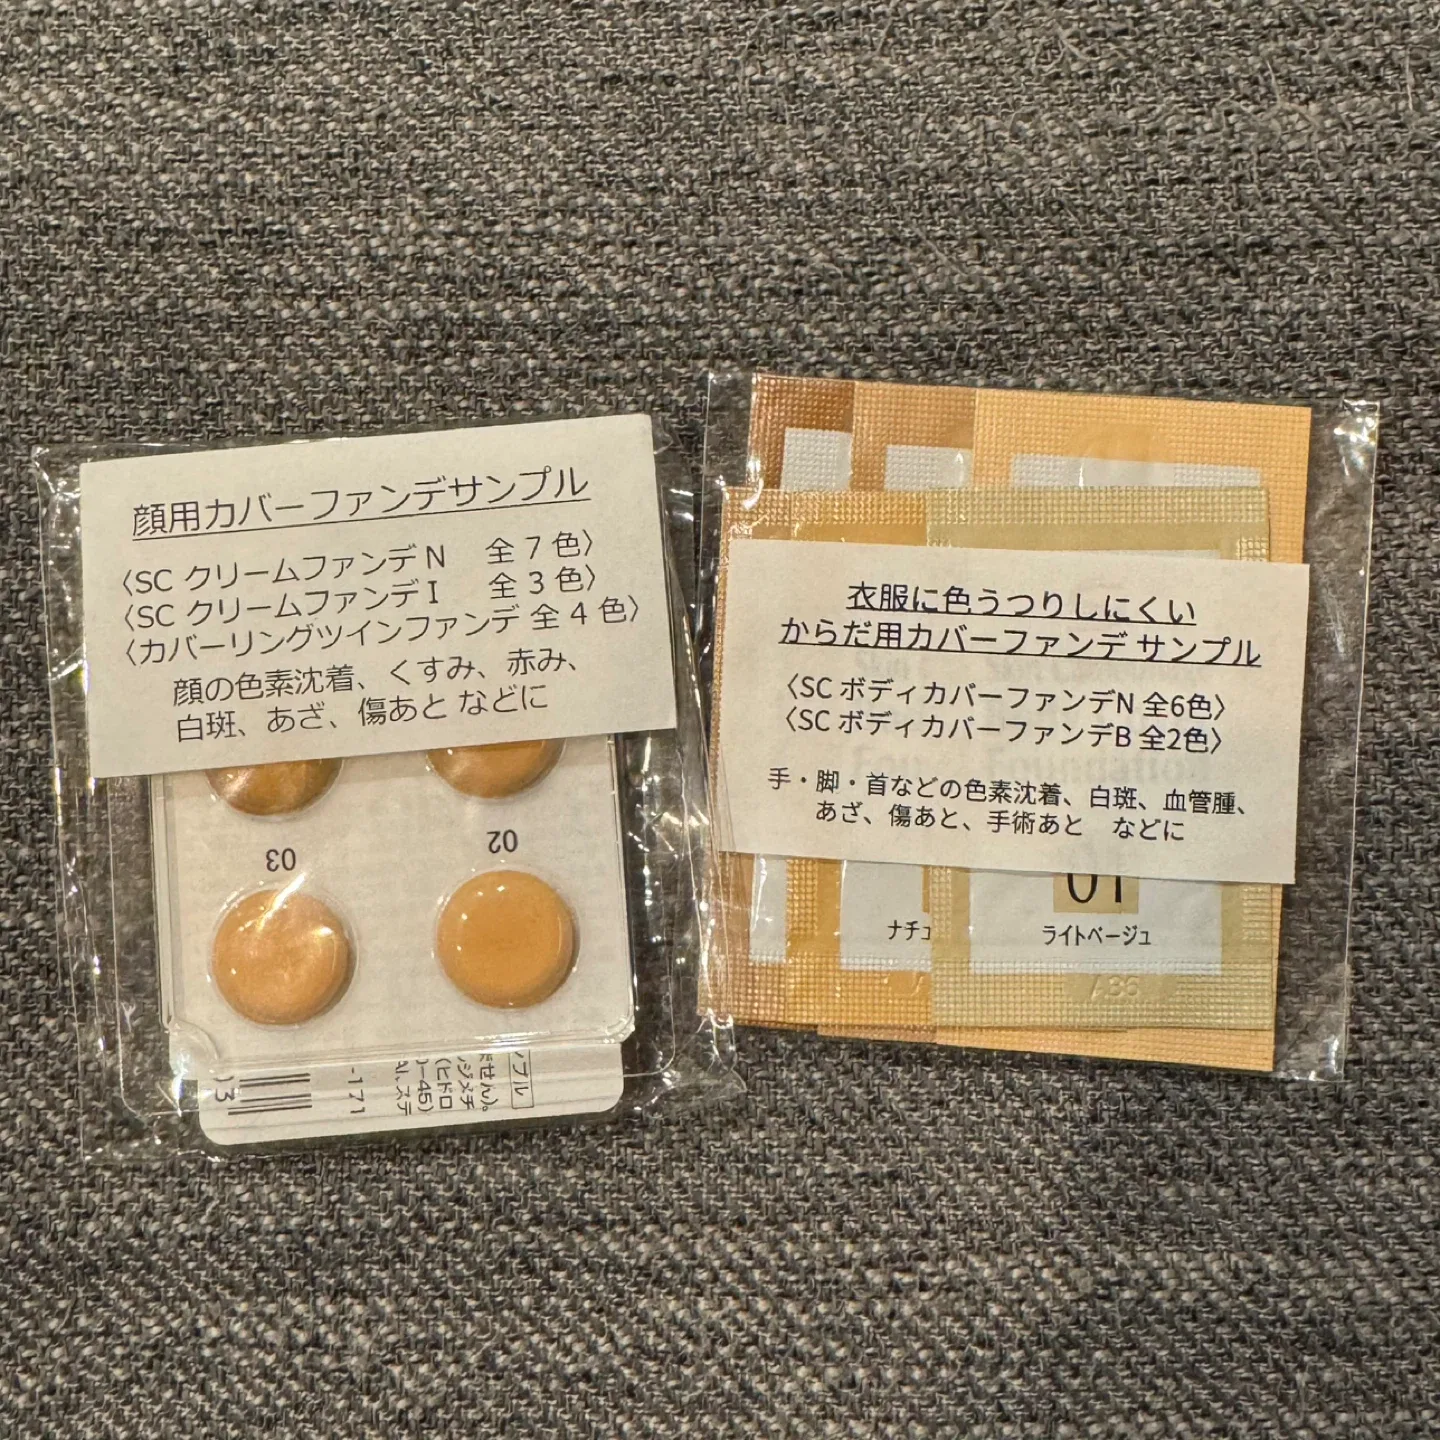 顔用カバーファンデサンプル
〈SC クリームファンデ N 全 7 色〉
〈SC クリームファンデ I 全 3 色〉
〈カバーリングツインファンデ 全 4 色〉
顔の色素沈着、くすみ、赤み、
白斑、あざ、傷あと などに
03
02
-171
衣服に色うつりしにくい
からだ用カバーファンデ サンプル
〈SC ボディカバーファンデN 全6色〉
〈SC ボディカバーファンデB 全2色〉
手・脚・首などの色素沈着、白斑、血管腫、
あざ、傷あと、手術あと などに
01
ナチュ
ライトベージュ